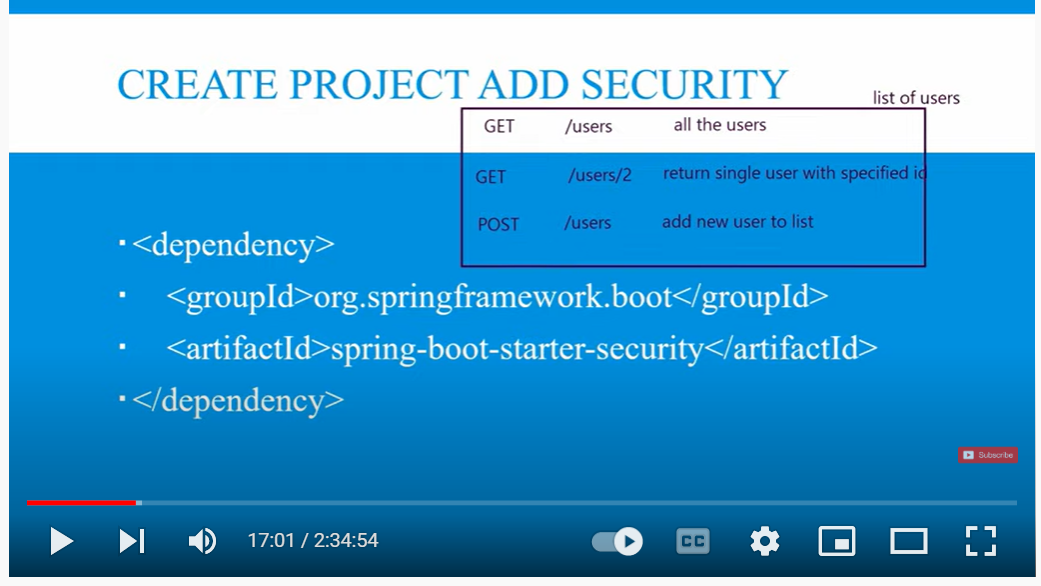 CREATE PROJECT ADD SECURITY
list of users
GET /users all the users
GET /users/2 return single user with specified id
POST /users add new user to list
▪<dependency>
▪ <groupId>org.springframework.boot</groupId>
▪ <artifactId>spring-boot-starter-security</artifactId>
▪</dependency>
Subscribe
17:01 / 2:34:54
CC